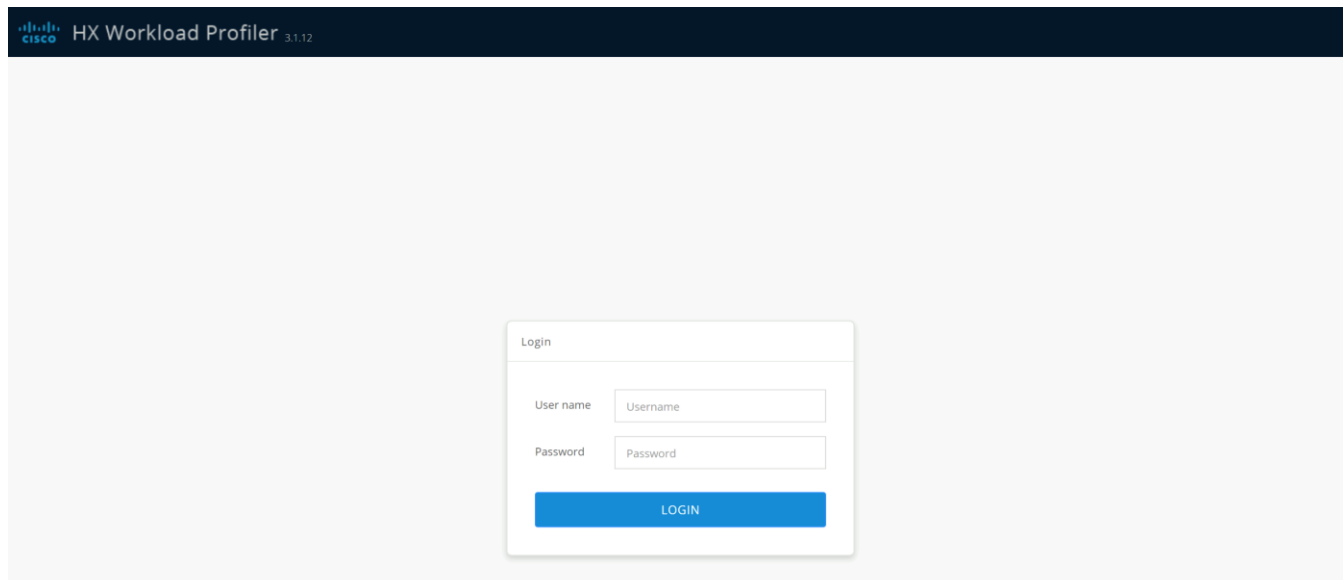 cisco HX Workload Profiler 3.1.12
Login
User name Username
Password Password
LOGIN